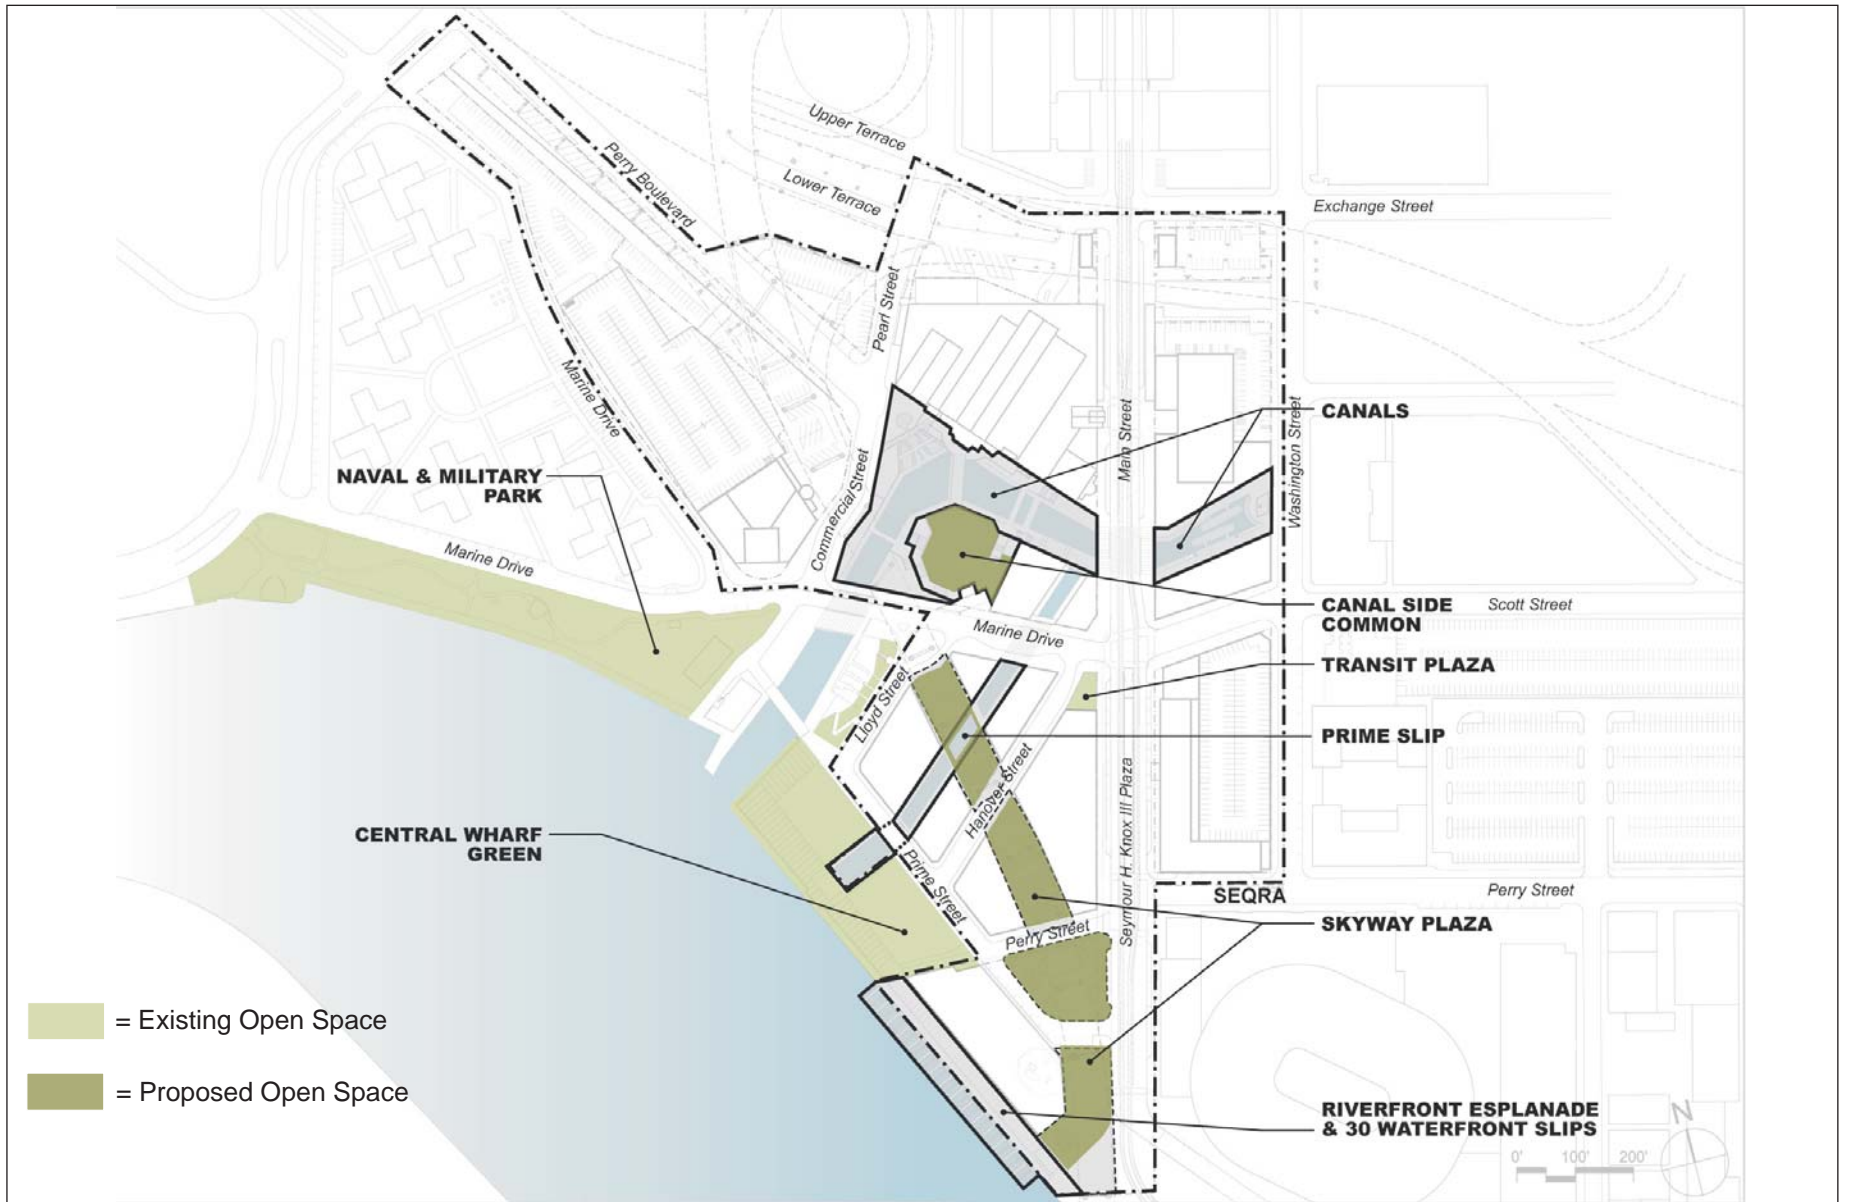 Upper Terrace
Perry Boulevard
Lower Terrace
Exchange Street
Pearl Street
Marine Drive
CANALS
Main Street
Washington Street
NAVAL & MILITARY
PARK
Commercial Street
Marine Drive
CANAL SIDE
COMMON
Scott Street
Marine Drive
TRANSIT PLAZA
Lloyd Street
PRIME SLIP
Hanover Street
Seymour H. Knox III Plaza
CENTRAL WHARF
GREEN
Prime Street
SEQRA
Perry Street
SKYWAY PLAZA
Perry Street
= Existing Open Space
= Proposed Open Space
RIVERFRONT ESPLANADE
& 30 WATERFRONT SLIPS
N
0' 100' 200'